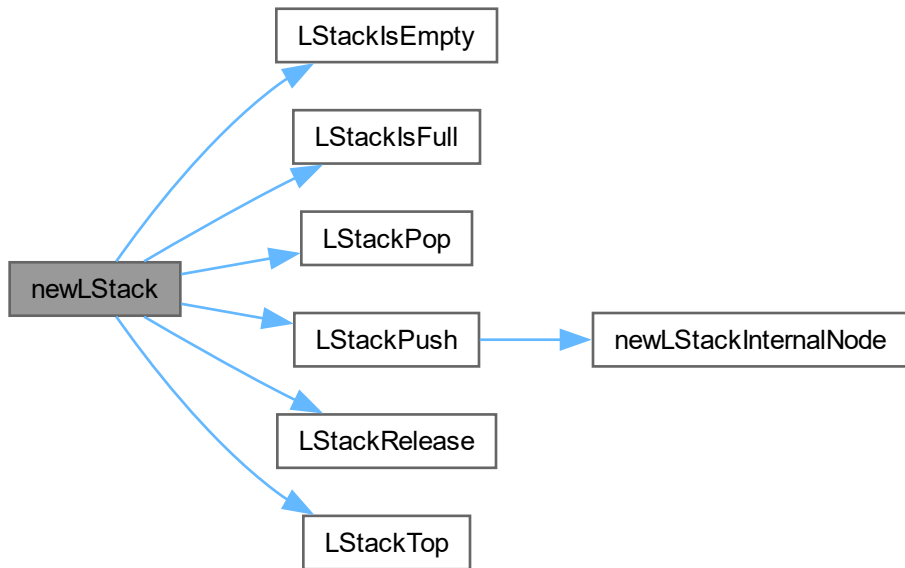 LStackIsEmpty
LStackIsFull
LStackPop
newLStack
LStackPush
newLStackInternalNode
LStackRelease
LStackTop